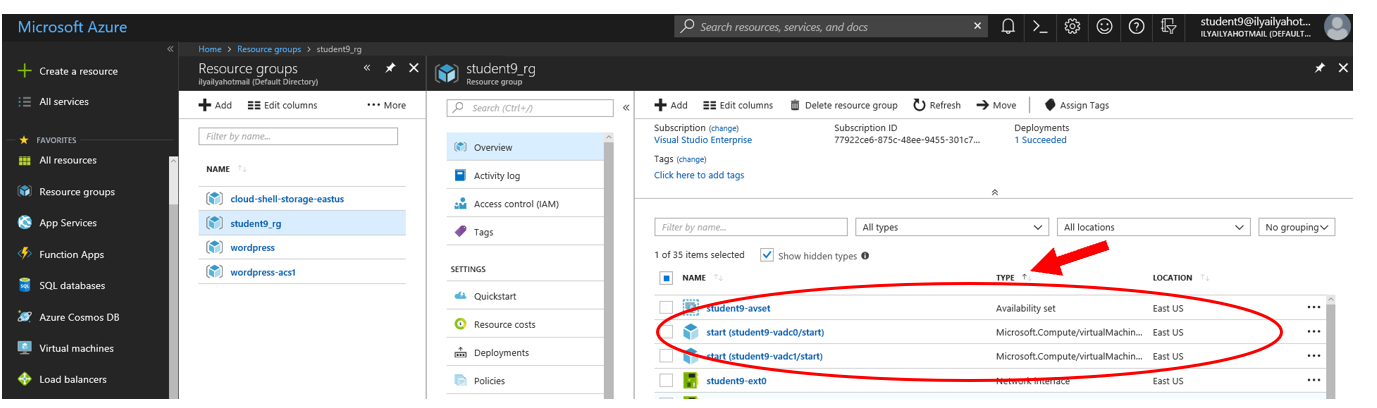 Microsoft Azure
Search resources, services, and docs
student9@ilyailyahot...
ILYAILYAHOTMAIL (DEFAULT...
Home > Resource groups > student9_rg
Create a resource
All services
FAVORITES
All resources
Resource groups
App Services
Function Apps
SQL databases
Azure Cosmos DB
Virtual machines
Load balancers
Resource groups
ilyailyahotmail (Default Directory)
Add Edit columns More
Filter by name...
NAME
cloud-shell-storage-eastus
student9_rg
wordpress
wordpress-acs1
student9_rg
Resource group
Search (Ctrl+/)
Overview
Activity log
Access control (IAM)
Tags
SETTINGS
Quickstart
Resource costs
Deployments
Policies
Add Edit columns Delete resource group Refresh Move Assign Tags
Subscription (change) Subscription ID Deployments
Visual Studio Enterprise 77922ce6-875c-48ee-9455-301c7... 1 Succeeded
Tags (change)
Click here to add tags
Filter by name... All types All locations No grouping
1 of 35 items selected Show hidden types
NAME TYPE LOCATION
student9-avset Availability set East US
start (student9-vadc0/start) Microsoft.Compute/virtualMachin... East US
start (student9-vadc1/start) Microsoft.Compute/virtualMachin... East US
student9-ext0 Network interface East US